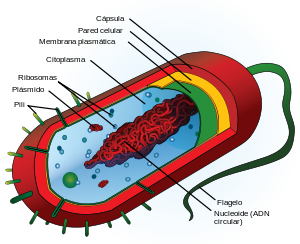 Cápsula
Pared celular
Membrana plasmática
Citoplasma
Ribosomas
Plásmido
Pili
Flagelo
Nucleoide (ADN
circular)